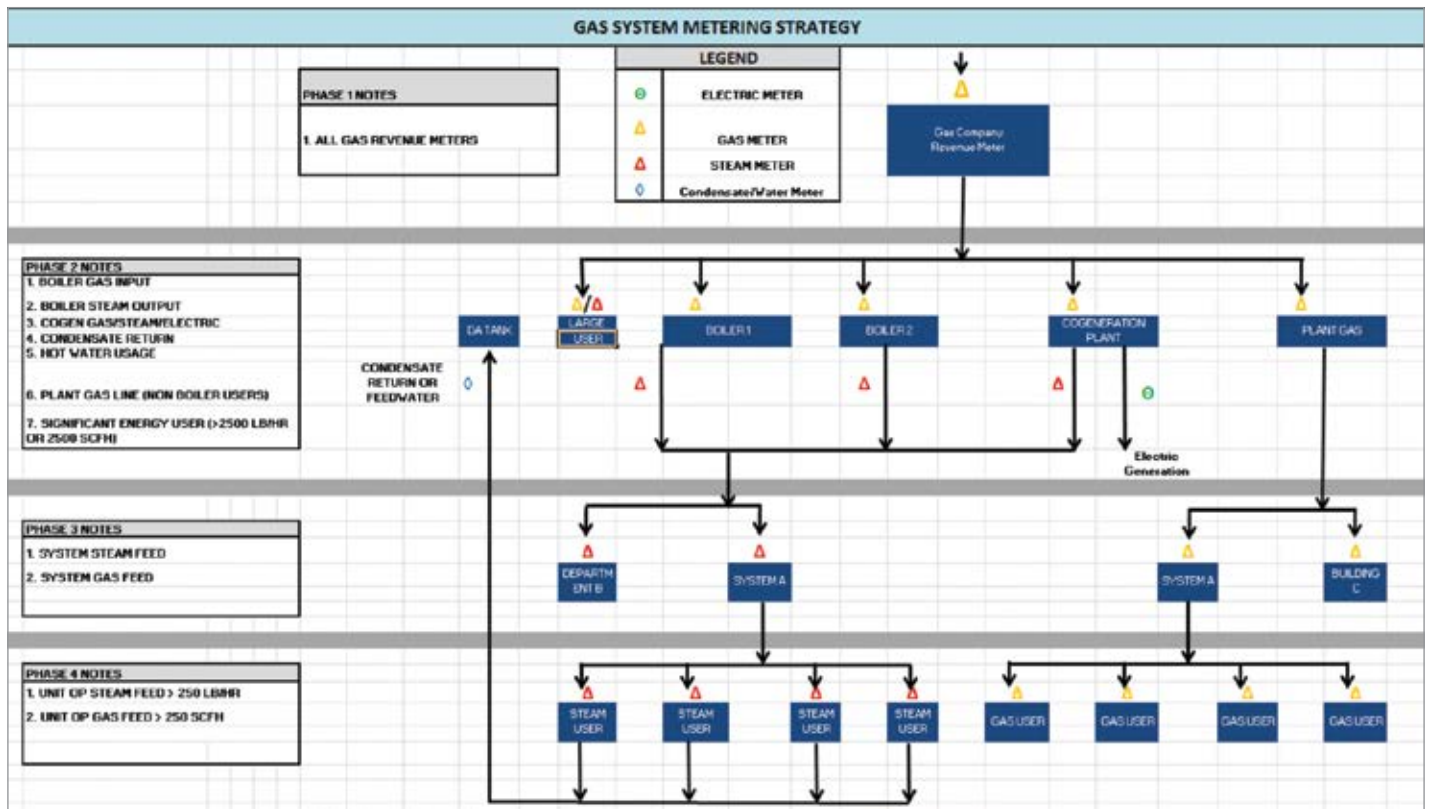 GAS SYSTEM METERING STRATEGY
PHASE 1 NOTES
1. ALL GAS REVENUE METERS
LEGEND
ELECTRIC METER
GAS METER
STEAM METER
Condensate/Water Meter
Gas Company
Revenue Meter
PHASE 2 NOTES
1. BOILER GAS INPUT
2. BOILER STEAM OUTPUT
3. COGEN GAS/STEAM/ELECTRIC
4. CONDENSATE RETURN
5. HOT WATER USAGE
6. PLANT GAS LINE (NON BOILER USERS)
7. SIGNIFICANT ENERGY USER (>2500 LB/HR
OR 2500 SCFH)
/
DA TANK
LARGE
USER
BOILER 1
BOILER 2
COGENERATION
PLANT
PLANT GAS
CONDENSATE
RETURN OR
FEEDWATER
Electric
Generation
PHASE 3 NOTES
1. SYSTEM STEAM FEED
2. SYSTEM GAS FEED
DEPARTM
ENT B
SYSTEM A
SYSTEM A
BUILDING
C
PHASE 4 NOTES
1. UNIT OP STEAM FEED > 250 LB/HR
2. UNIT OP GAS FEED > 250 SCFH
STEAM
USER
STEAM
USER
STEAM
USER
STEAM
USER
GAS USER
GAS USER
GAS USER
GAS USER